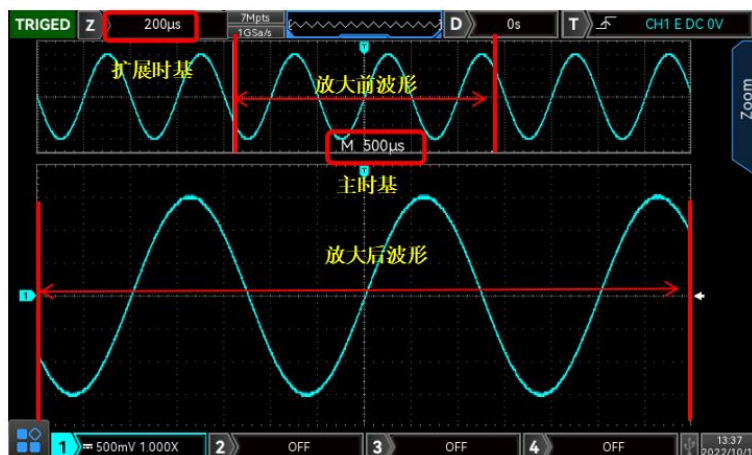 TRIGED Z 200μs 7Mpts D 0s T CH1 E DC 0V
1GSa/s
T
扩展时基
放大前波形
Zoom
M 500μs
T
主时基
放大后波形
1
1 500mV 1.000X 2 OFF 3 OFF 4 OFF 13:37